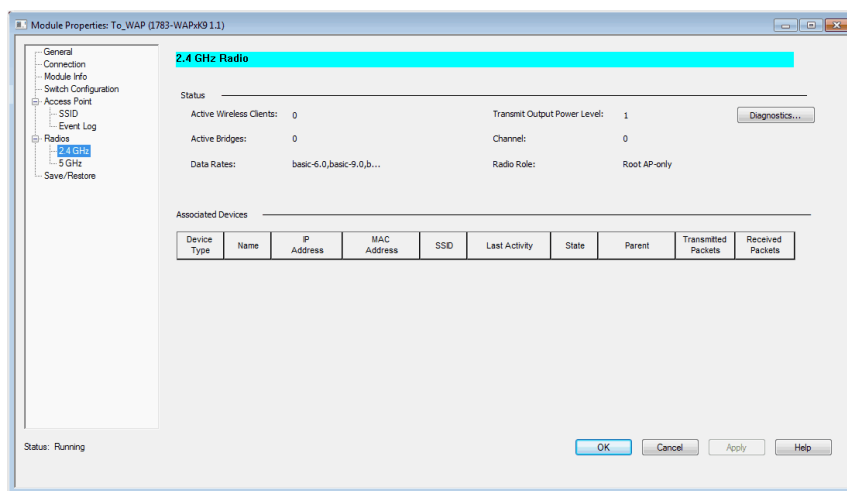 Module Properties: To_WAP (1783-WAPxK9 1.1)
General
Connection
Module Info
Switch Configuration
Access Point
SSID
Event Log
Radios
2.4 GHz
5 GHz
Save/Restore
2.4 GHz Radio
Status
Active Wireless Clients: 0 Transmit Output Power Level: 1 Diagnostics...
Active Bridges: 0 Channel: 0
Data Rates: basic-6.0,basic-9.0,b... Radio Role: Root AP-only
Associated Devices
Device Type Name IP Address MAC Address SSID Last Activity State Parent Transmitted Packets Received Packets
Status: Running
OK Cancel Apply Help